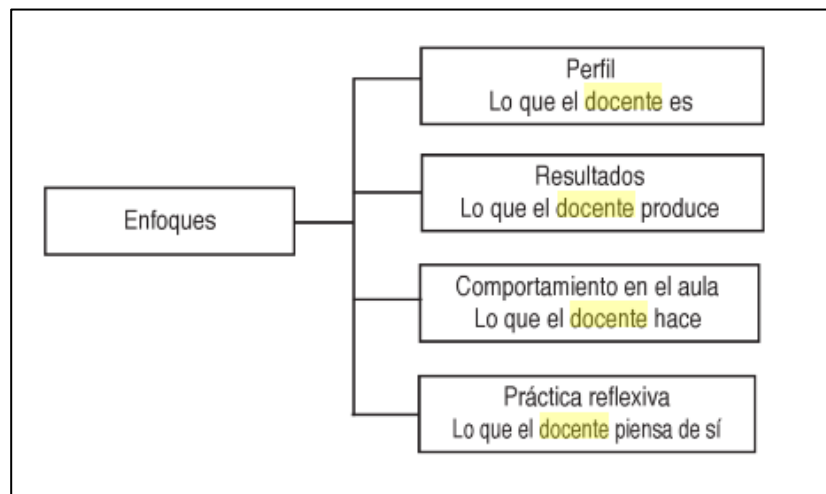 Enfoques
Perfil
Lo que el docente es
Resultados
Lo que el docente produce
Comportamiento en el aula
Lo que el docente hace
Práctica reflexiva
Lo que el docente piensa de sí